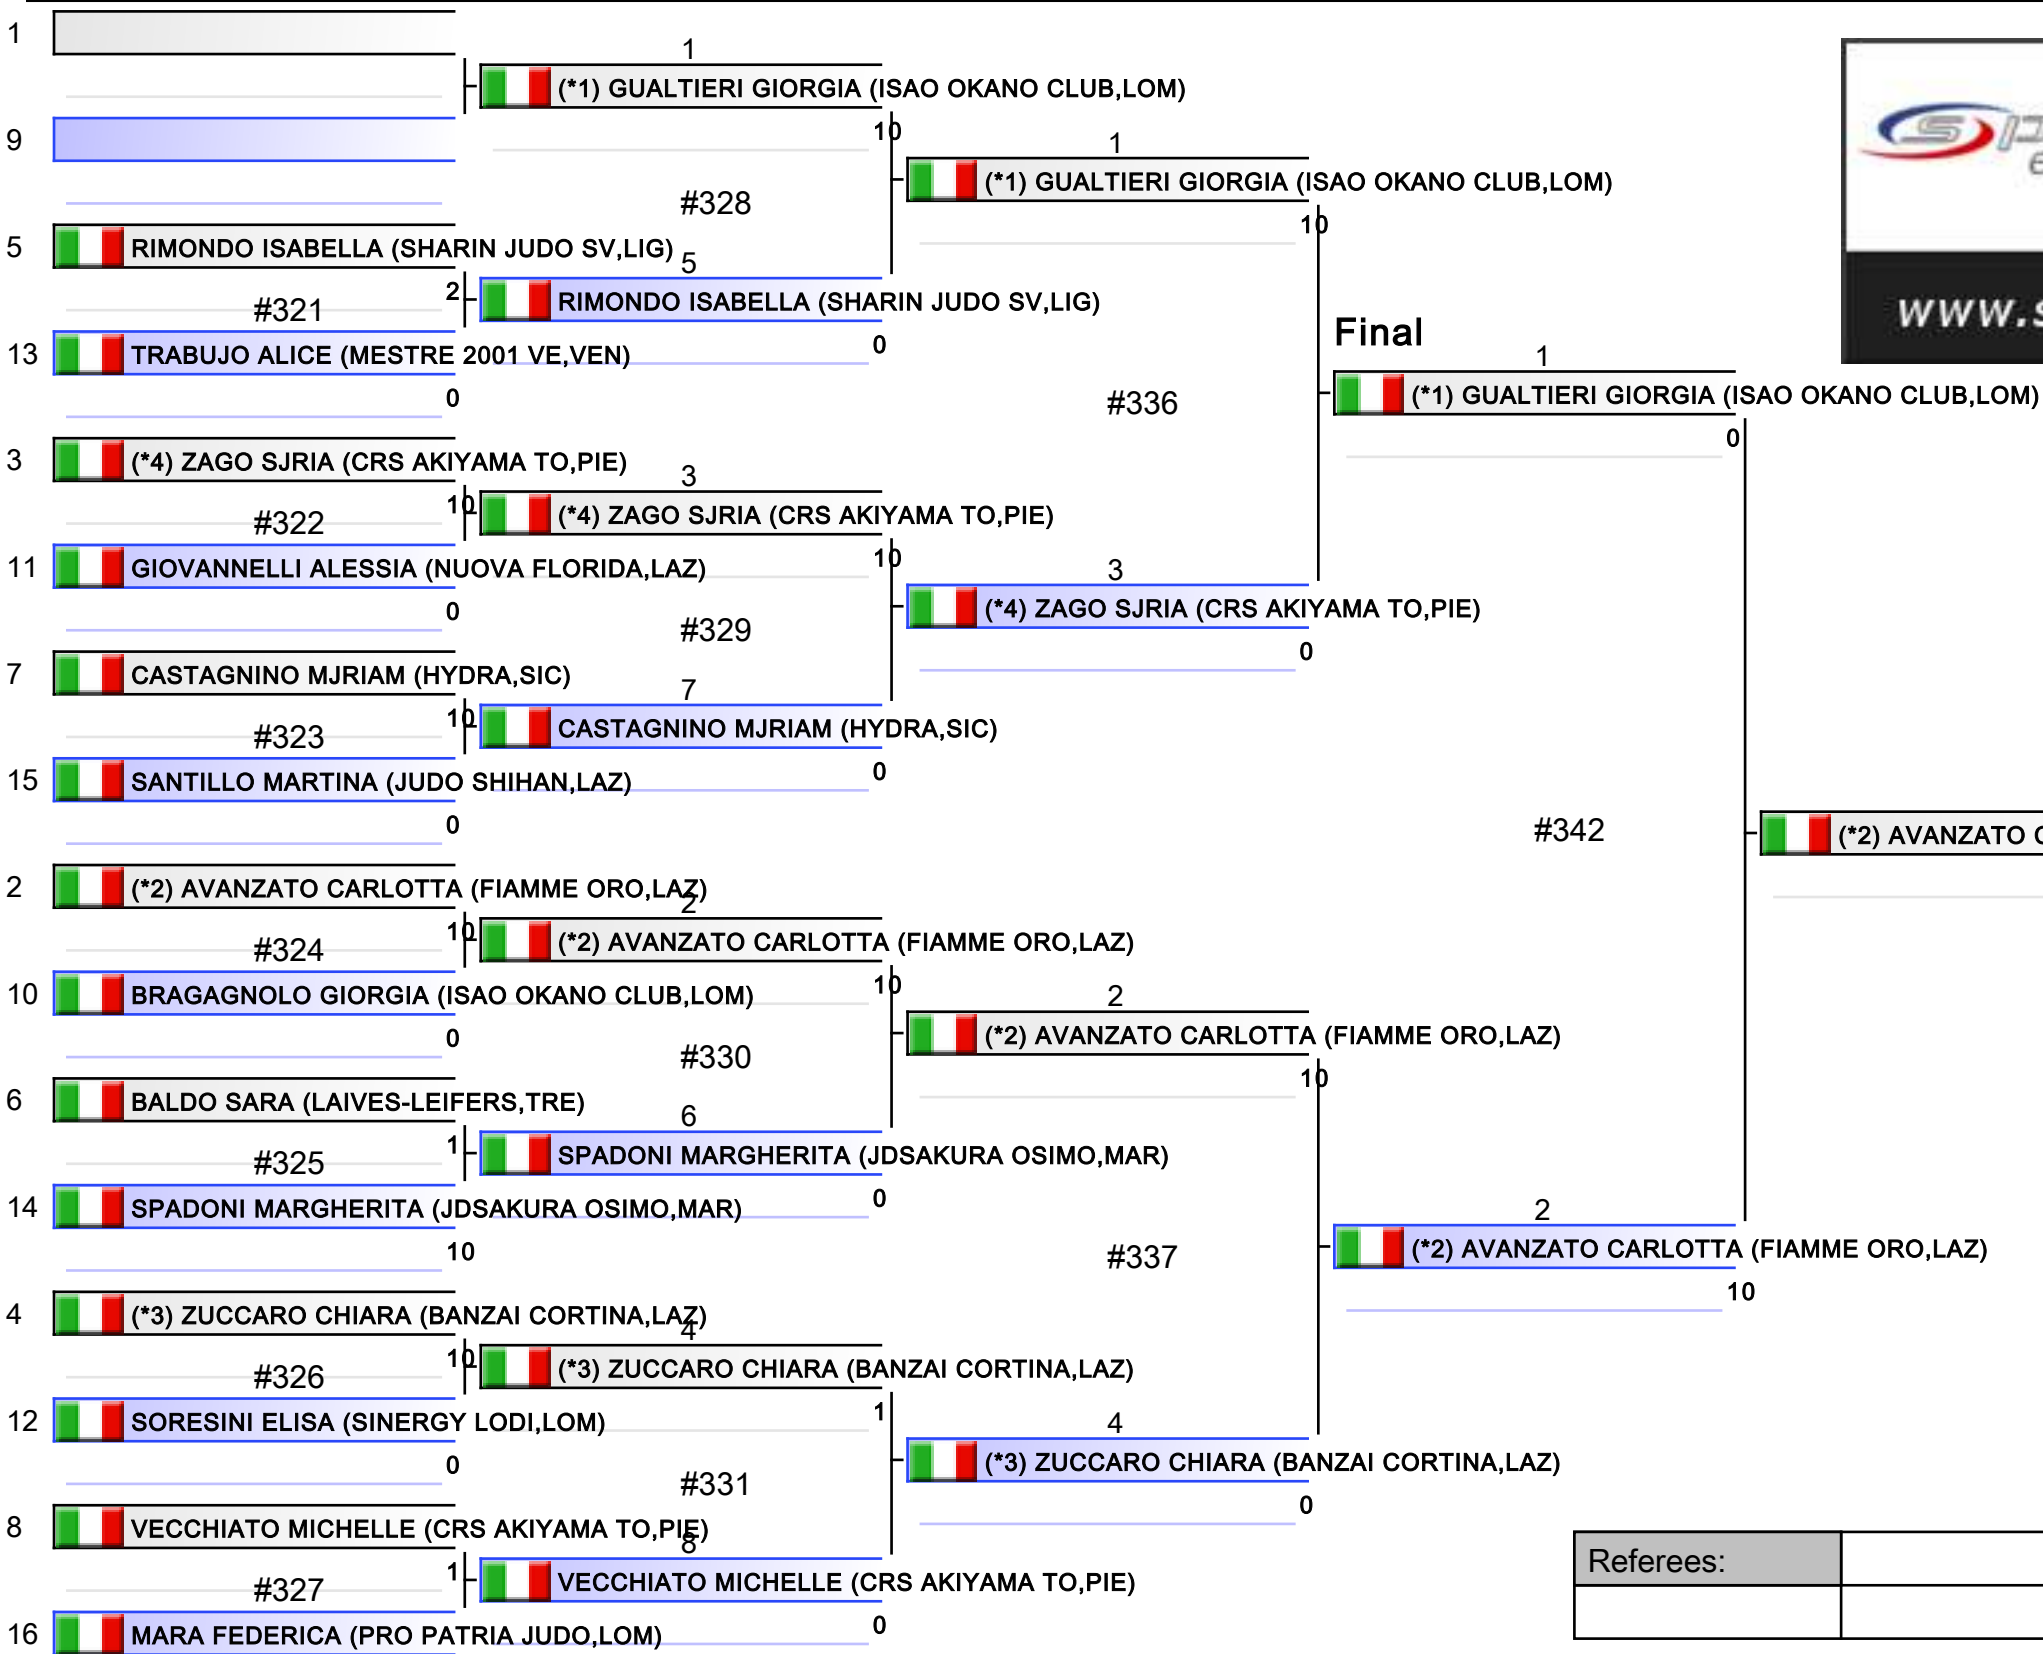 1
1
(*1) GUALTIERI GIORGIA (ISAO OKANO CLUB,LOM)
10
9
1
(*1) GUALTIERI GIORGIA (ISAO OKANO CLUB,LOM)
#328
10
5
RIMONDO ISABELLA (SHARIN JUDO SV,LIG)
5
#321
2
RIMONDO ISABELLA (SHARIN JUDO SV,LIG)
0
13
TRABUJO ALICE (MESTRE 2001 VE,VEN)
0
Final
1
(*1) GUALTIERI GIORGIA (ISAO OKANO CLUB,LOM)
0
#336
3
(*4) ZAGO SJRIA (CRS AKIYAMA TO,PIE)
3
#322
10
(*4) ZAGO SJRIA (CRS AKIYAMA TO,PIE)
10
11
GIOVANNELLI ALESSIA (NUOVA FLORIDA,LAZ)
0
3
(*4) ZAGO SJRIA (CRS AKIYAMA TO,PIE)
0
#329
7
CASTAGNINO MJRIAM (HYDRA,SIC)
7
#323
10
CASTAGNINO MJRIAM (HYDRA,SIC)
0
15
SANTILLO MARTINA (JUDO SHIHAN,LAZ)
0
#342
(*2) AVANZATO
2
(*2) AVANZATO CARLOTTA (FIAMME ORO,LAZ)
2
#324
10
(*2) AVANZATO CARLOTTA (FIAMME ORO,LAZ)
10
10
BRAGAGNOLO GIORGIA (ISAO OKANO CLUB,LOM)
0
2
(*2) AVANZATO CARLOTTA (FIAMME ORO,LAZ)
10
#330
6
BALDO SARA (LAIVES-LEIFERS,TRE)
6
#325
1
SPADONI MARGHERITA (JDSAKURA OSIMO,MAR)
0
14
SPADONI MARGHERITA (JDSAKURA OSIMO,MAR)
10
#337
2
(*2) AVANZATO CARLOTTA (FIAMME ORO,LAZ)
10
4
(*3) ZUCCARO CHIARA (BANZAI CORTINA,LAZ)
4
#326
10
(*3) ZUCCARO CHIARA (BANZAI CORTINA,LAZ)
1
12
SORESINI ELISA (SINERGY LODI,LOM)
0
4
(*3) ZUCCARO CHIARA (BANZAI CORTINA,LAZ)
0
#331
8
VECCHIATO MICHELLE (CRS AKIYAMA TO,PIE)
8
#327
1
VECCHIATO MICHELLE (CRS AKIYAMA TO,PIE)
0
16
MARA FEDERICA (PRO PATRIA JUDO,LOM)
Referees: